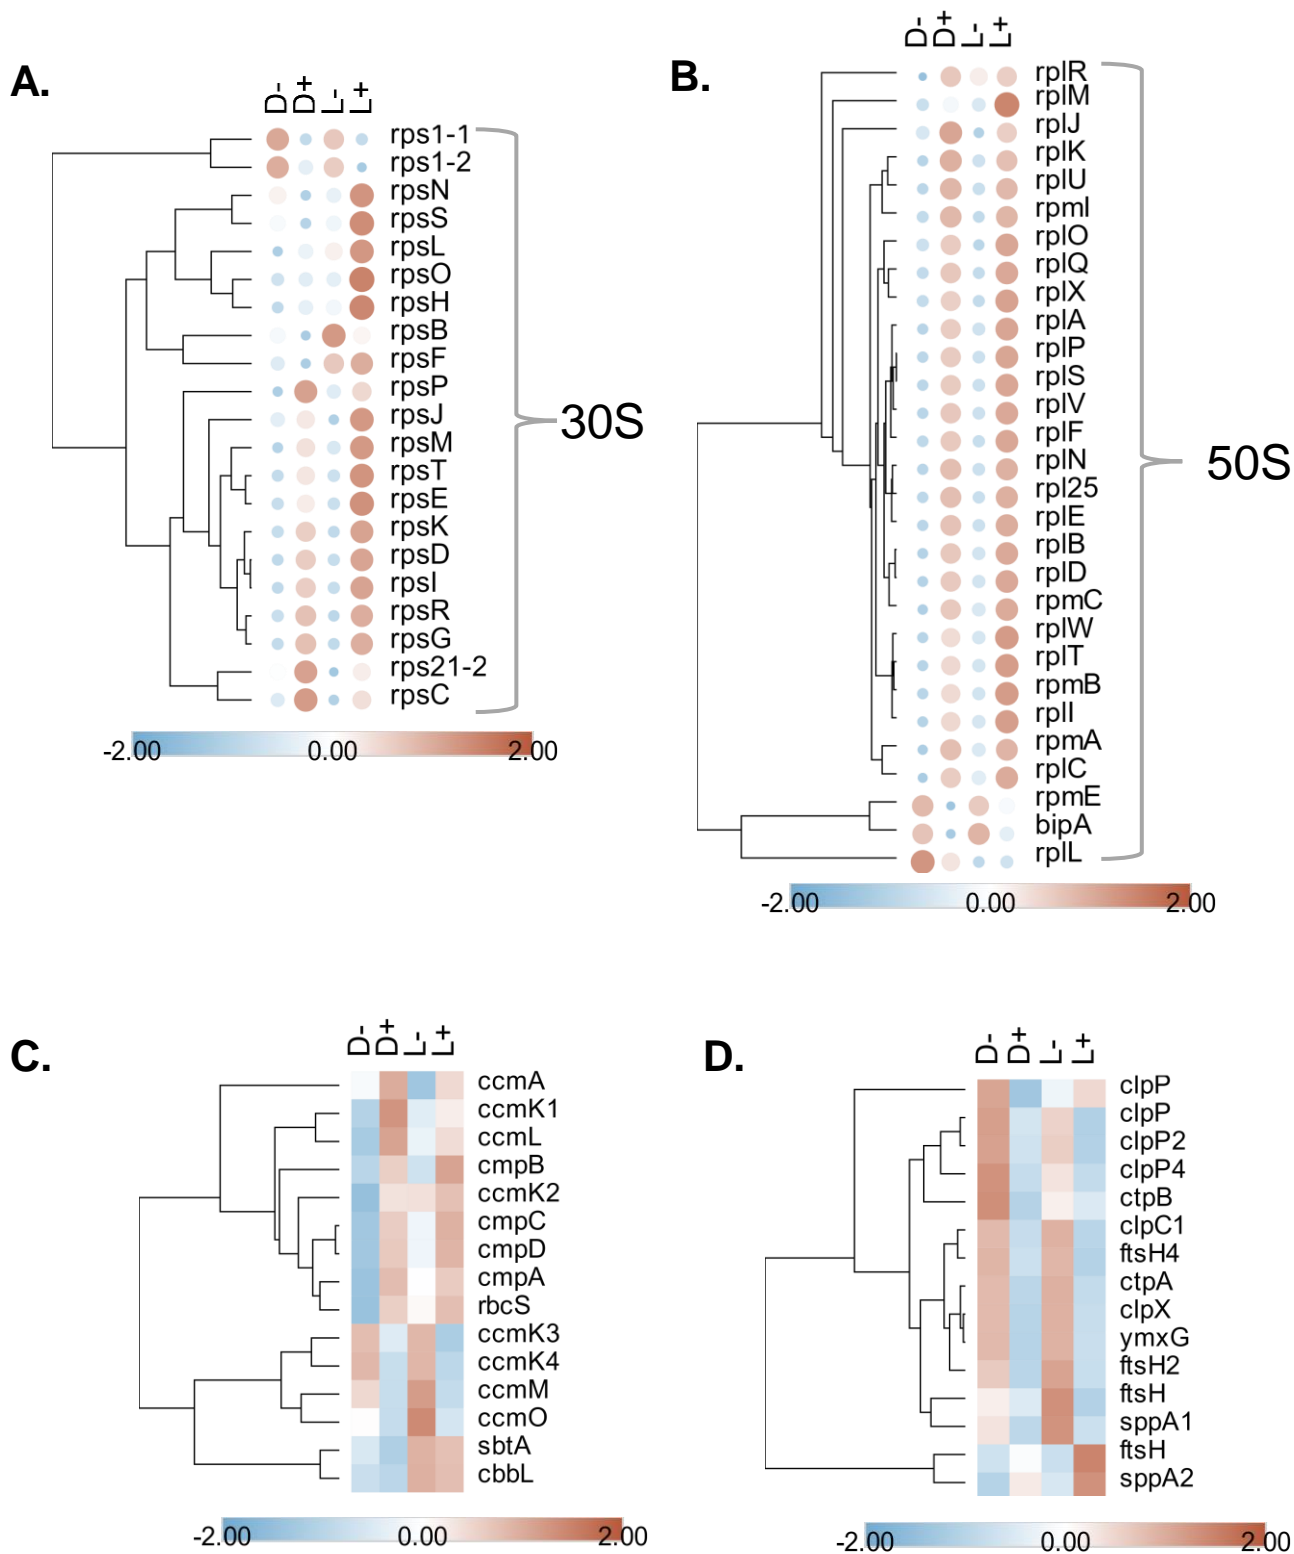 A.
D- D+ L- L+
rps1-1
rps1-2
rpsN
rpsS
rpsL
rpsO
rpsH
rpsB
rpsF
rpsP
rpsJ
rpsM
rpsT
rpsE
rpsK
rpsD
rpsI
rpsR
rpsG
rps21-2
rpsC
30S
-2.00 0.00 2.00
B.
D- D+ L- L+
rplR
rplM
rplJ
rplK
rplU
rpmI
rplO
rplQ
rplX
rplA
rplP
rplS
rplV
rplF
rplN
rpl25
rplE
rplB
rplD
rpmC
rplW
rplT
rpmB
rplI
rpmA
rplC
rpmE
bipA
rplL
50S
-2.00 0.00 2.00
C.
D- D+ L- L+
ccmA
ccmK1
ccmL
cmpB
ccmK2
cmpC
cmpD
cmpA
rbcS
ccmK3
ccmK4
ccmM
ccmO
sbtA
cbbL
-2.00 0.00 2.00
D.
D- D+ L- L+
clpP
clpP
clpP2
clpP4
ctpB
clpC1
ftsH4
ctpA
clpX
ymxG
ftsH2
ftsH
sppA1
ftsH
sppA2
-2.00 0.00 2.00